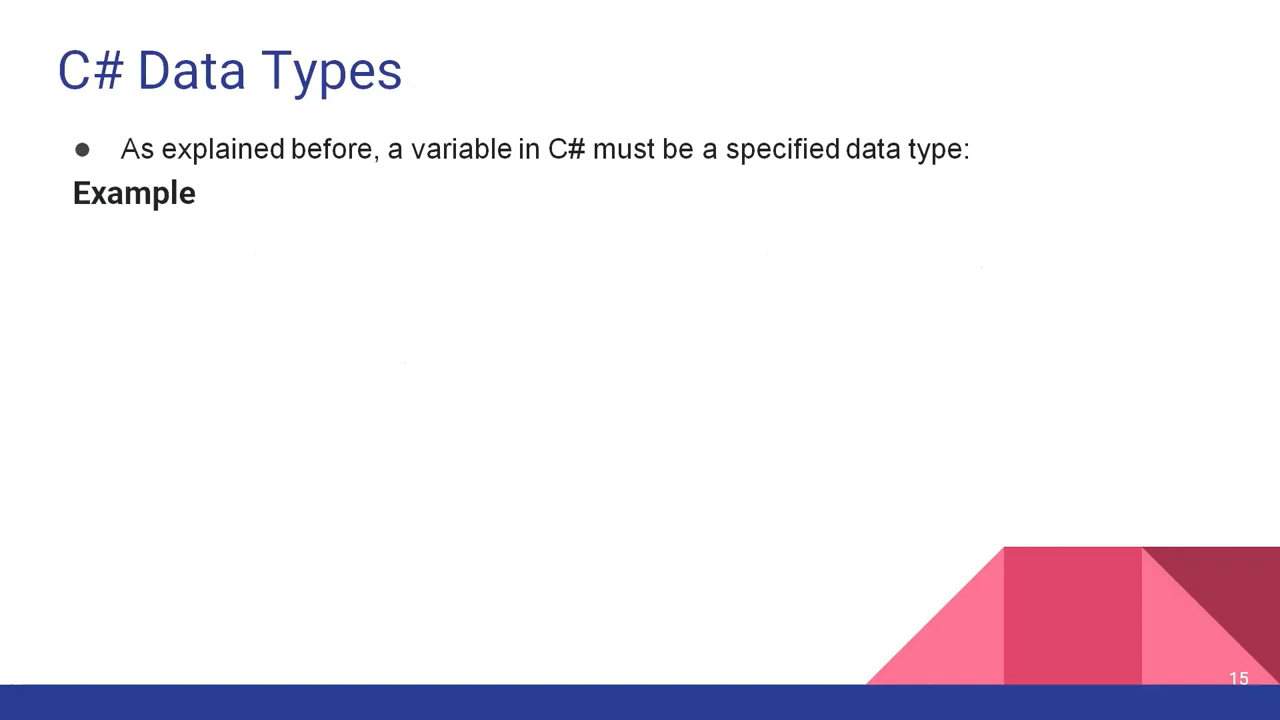 C# Data Types
● As explained before, a variable in C# must be a specified data type:
Example
15